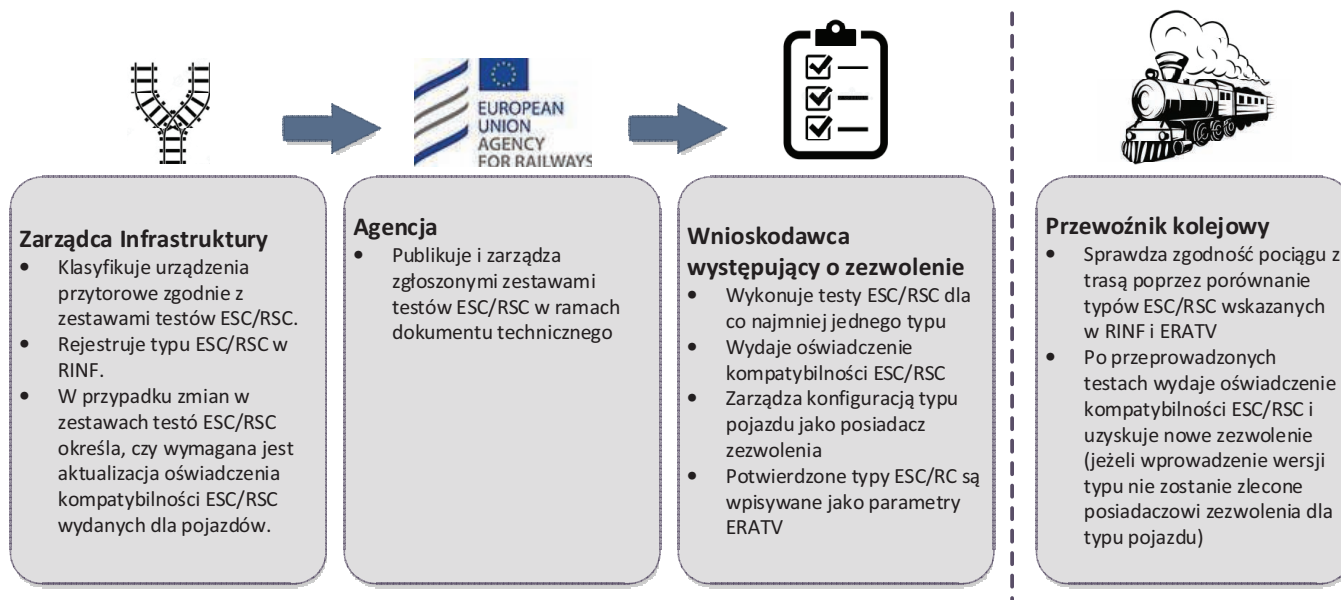 EUROPEAN
UNION
AGENCY
FOR RAILWAYS
Zarządca Infrastruktury
• Klasyfikuje urządzenia
przytorowe zgodnie z
zestawami testów ESC/RSC.
• Rejestruje typu ESC/RSC w
RINF.
• W przypadku zmian w
zestawach testó ESC/RSC
określa, czy wymagana jest
aktualizacja oświadczenia
kompatybilności ESC/RSC
wydanych dla pojazdów.
Agencja
• Publikuje i zarządza
zgłoszonymi zestawami
testów ESC/RSC w ramach
dokumentu technicznego
Wnioskodawca
występujący o zezwolenie
• Wykonuje testy ESC/RSC dla
co najmniej jednego typu
• Wydaje oświadczenie
kompatybilności ESC/RSC
• Zarządza konfiguracją typu
pojazdu jako posiadacz
zezwolenia
• Potwierdzone typy ESC/RC są
wpisywane jako parametry
ERATV
Przewoźnik kolejowy
• Sprawdza zgodność pociągu z
trasą poprzez porównanie
typów ESC/RSC wskazanych
w RINF i ERATV
• Po przeprowadzonych
testach wydaje oświadczenie
kompatybilności ESC/RSC i
uzyskuje nowe zezwolenie
(jeżeli wprowadzenie wersji
typu nie zostanie zlecone
posiadaczowi zezwolenia dla
typu pojazdu)